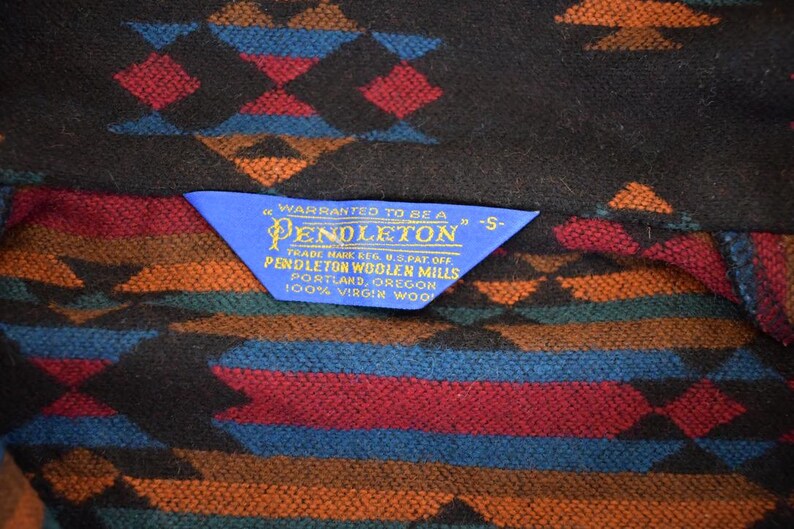 "WARRANTED TO BE A
PENDLETON" -S-
TRADE MARK REG. U.S. PAT. OFF.
PENDLETON WOOLEN MILLS
PORTLAND, OREGON
100% VIRGIN WOOL